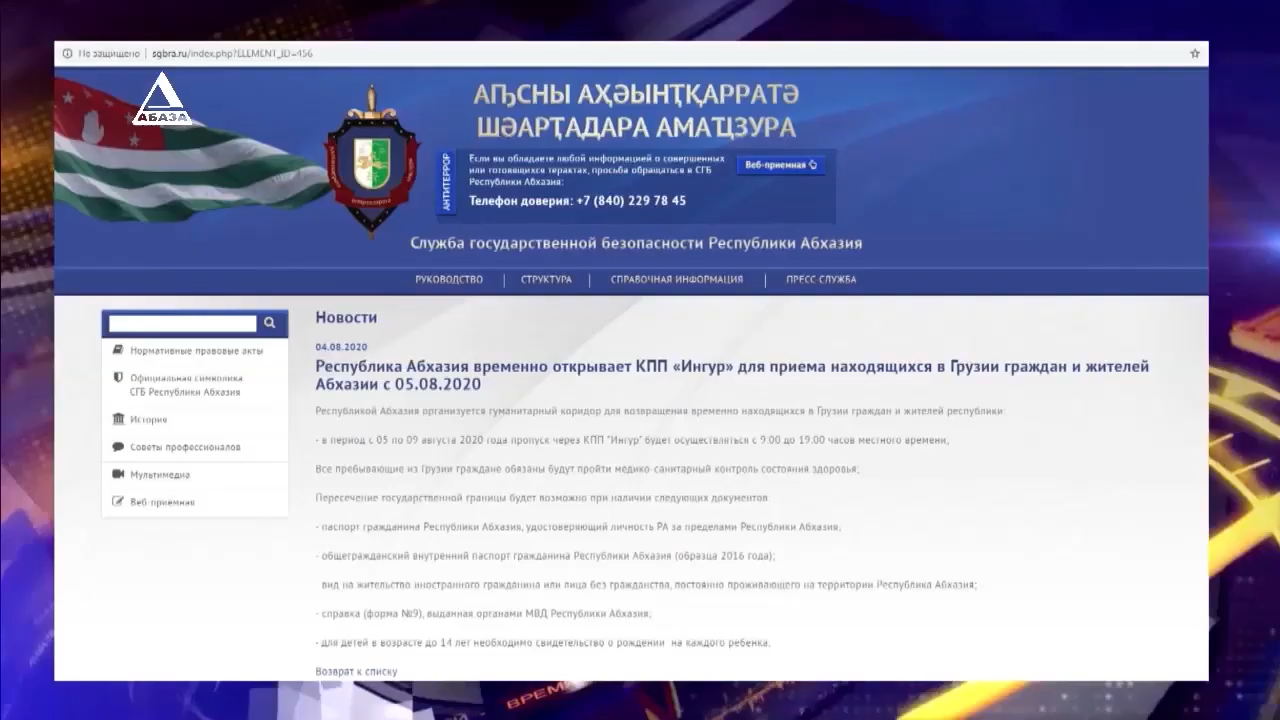 Не защищено | sgbra.ru/index.php?ELEMENT_ID=456
АБАЗА
АҦСНЫ АҲӘЫНҬҚАРРАТӘ
ШӘАРҬАДАРА АМАҴЗУРА
АНТИТЕРРОР
Если вы обладаете любой информацией о совершенных
или готовящихся терактах, просьба обращаться в СГБ
Республики Абхазия:
Веб-приемная
Телефон доверия: +7 (840) 229 78 45
Служба государственной безопасности Республики Абхазия
РУКОВОДСТВО | СТРУКТУРА | СПРАВОЧНАЯ ИНФОРМАЦИЯ | ПРЕСС СЛУЖБА
Нормативные правовые акты
Официальная символика
СГБ Республики Абхазия
История
Советы профессионалов
Мультимедиа
Веб-приемная
Новости
04.08.2020
Республика Абхазия временно открывает КПП «Ингур» для приема находящихся в Грузии граждан и жителей
Абхазии с 05.08.2020
Республикой Абхазия организуется гуманитарный коридор для возвращения временно находящихся в Грузии граждан и жителей республики:
- в период с 05 по 09 августа 2020 года пропуск через КПП "Ингур" будет осуществляться с 9:00 до 19:00 часов местного времени;
Все пребывающие из Грузии граждане обязаны будут пройти медико-санитарный контроль состояния здоровья;
Пересечение государственной границы будет возможно при наличии следующих документов
- паспорт гражданина Республики Абхазия, удостоверяющий личность РА за пределами Республики Абхазия;
- общегражданский внутренний паспорт гражданина Республики Абхазия (образца 2016 года);
вид на жительство иностранного гражданина или лица без гражданства, постоянно проживающего на территории Республика Абхазия;
- справка (форма №9), выданная органами МВД Республики Абхазия;
- для детей в возрасте до 14 лет необходимо свидетельство о рождении на каждого ребенка.
Возврат к списку
ВРЕМ